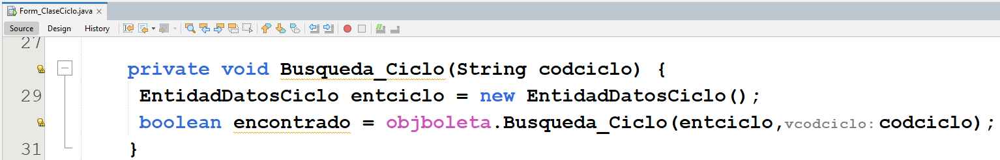 Form_ClaseCiclo.java
Source Design History
27
private void Busqueda_Ciclo(String codciclo) {
29 EntidadDatosCiclo entciclo = new EntidadDatosCiclo();
boolean encontrado = objboleta.Busqueda_Ciclo(entciclo,vcodciclo: codciclo);
31 }